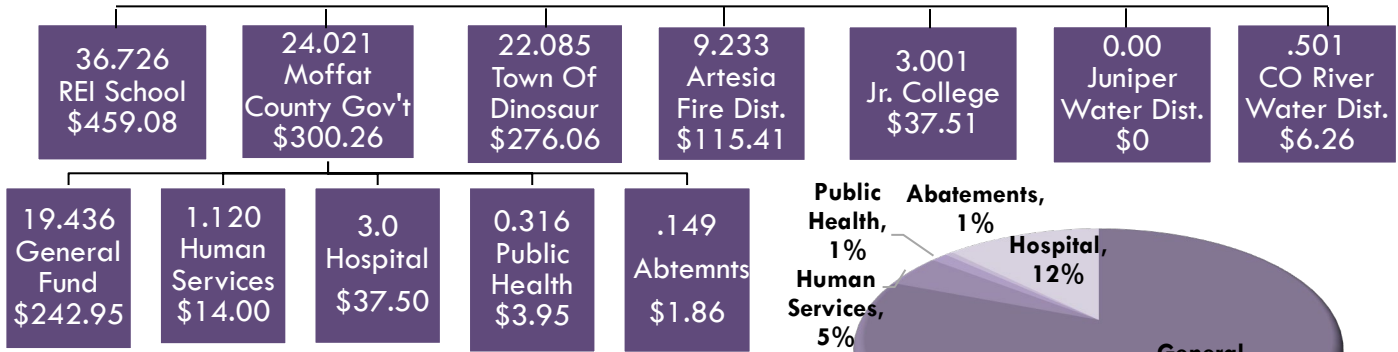 36.726
REI School
$459.08
24.021
Moffat
County Gov't
$300.26
22.085
Town Of
Dinosaur
$276.06
9.233
Artesia
Fire Dist.
$115.41
3.001
Jr. College
$37.51
0.00
Juniper
Water Dist.
$0
.501
CO River
Water Dist.
$6.26
19.436
General
Fund
$242.95
1.120
Human
Services
$14.00
3.0
Hospital
$37.50
0.316
Public
Health
$3.95
.149
Abtemnts
$1.86
Public
Health,
1%
Abatements,
1%
Hospital,
12%
Human
Services,
5%
General